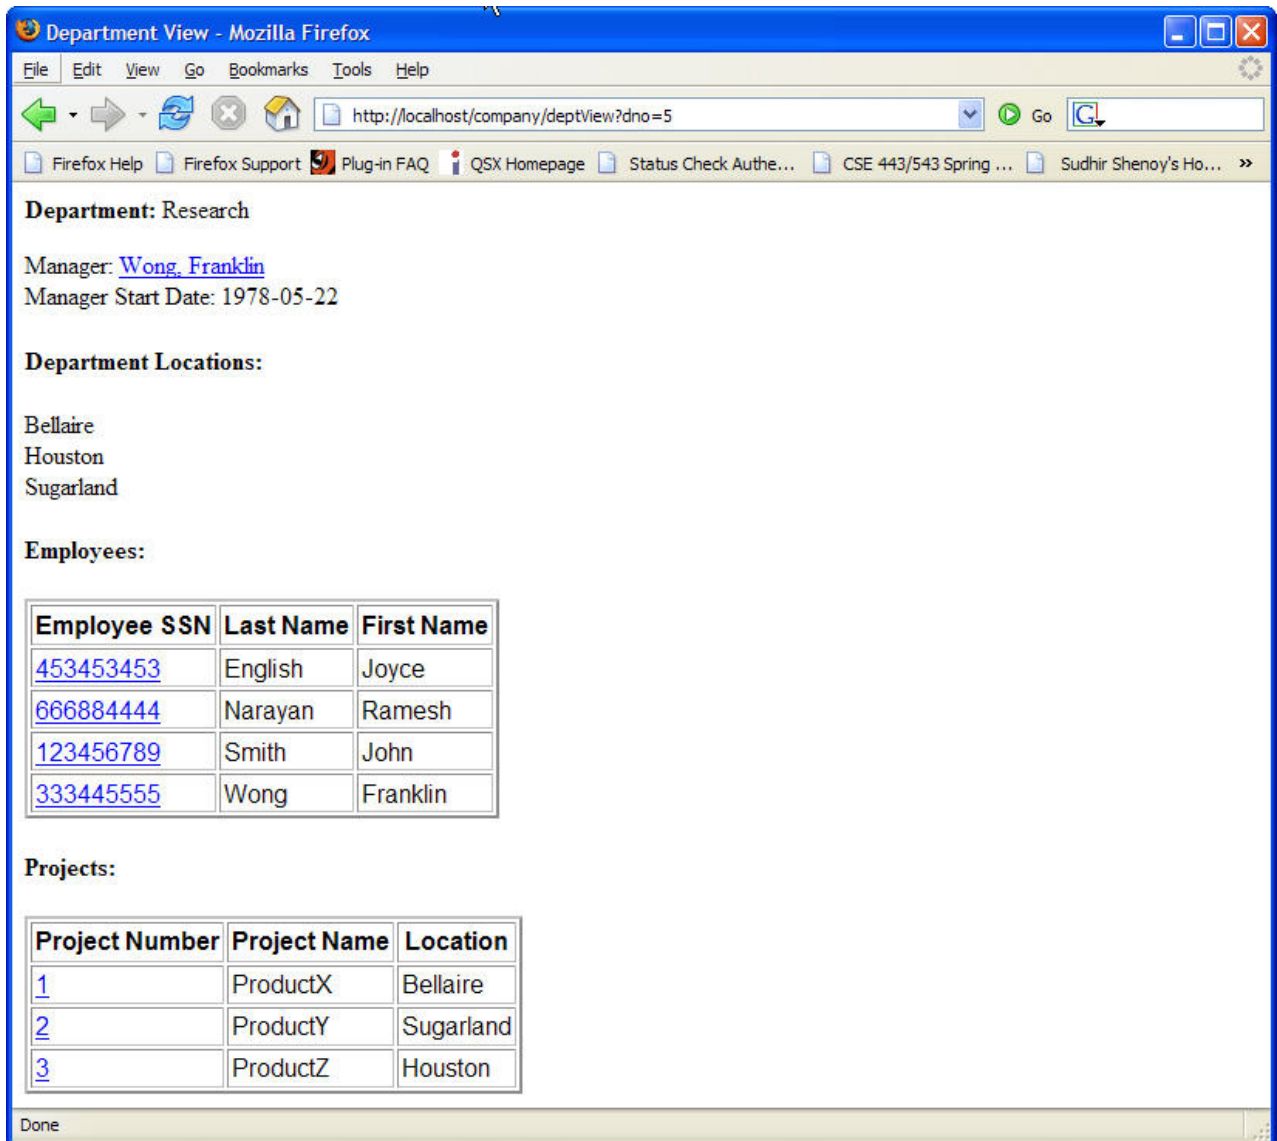 Department View - Mozilla Firefox
File Edit View Go Bookmarks Tools Help
http://localhost/company/deptView?dno=5 Go G
Firefox Help Firefox Support Plug-in FAQ QSX Homepage Status Check Authe... CSE 443/543 Spring ... Sudhir Shenoy's Ho... »
Department: Research
Manager: Wong, Franklin
Manager Start Date: 1978-05-22
Department Locations:
Bellaire
Houston
Sugarland
Employees:
Employee SSN Last Name First Name
453453453 English Joyce
666884444 Narayan Ramesh
123456789 Smith John
333445555 Wong Franklin
Projects:
Project Number Project Name Location
1 ProductX Bellaire
2 ProductY Sugarland
3 ProductZ Houston
Done